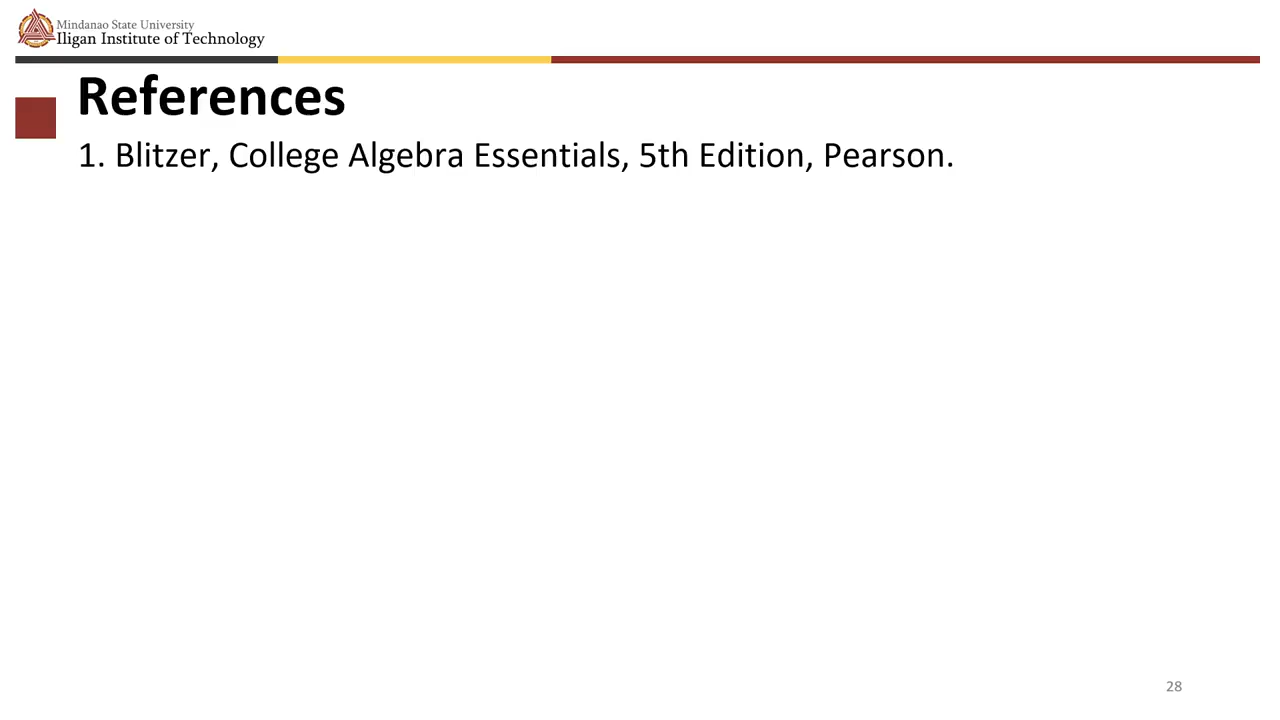 Mindanao State University
Iligan Institute of Technology
References
1. Blitzer, College Algebra Essentials, 5th Edition, Pearson.
28